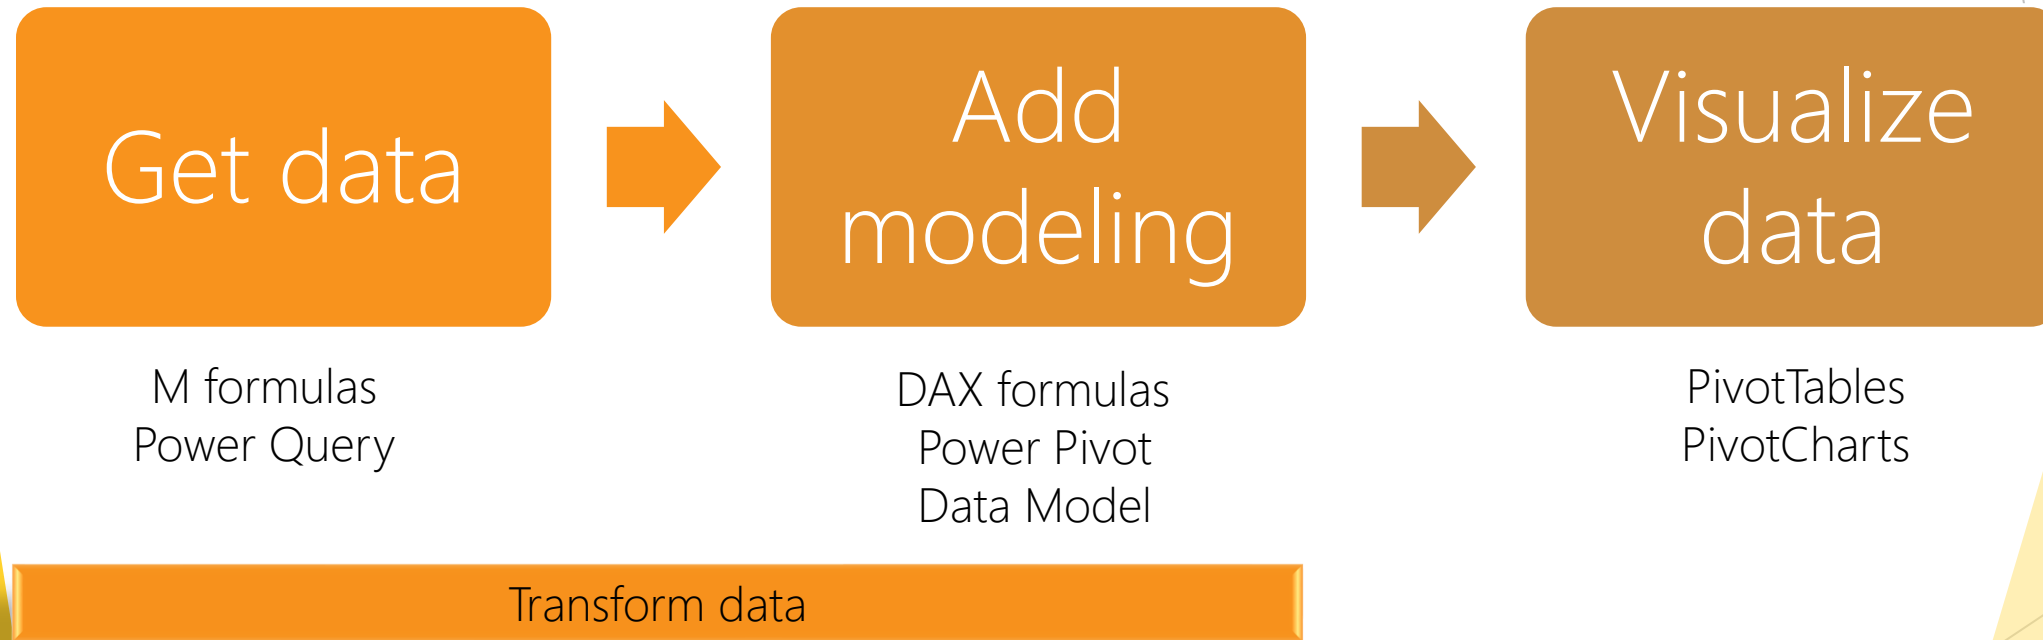 Get data
Add
modeling
Visualize
data
M formulas
Power Query
DAX formulas
Power Pivot
Data Model
PivotTables
PivotCharts
Transform data